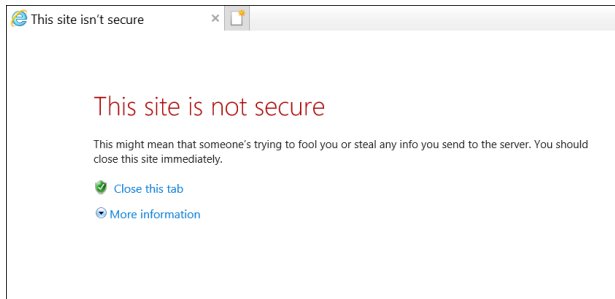 This site isn't secure
This site is not secure
This might mean that someone's trying to fool you or steal any info you send to the server. You should
close this site immediately.
Close this tab
More information